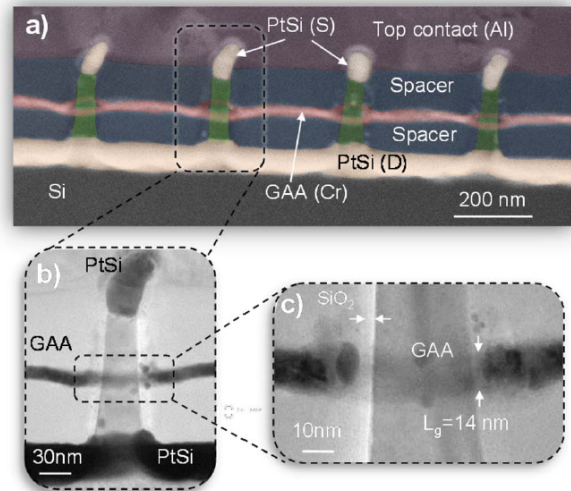 a)
PtSi (S)
Top contact (Al)
Spacer
Spacer
PtSi (D)
GAA (Cr)
Si
200 nm
b)
PtSi
GAA
30nm
PtSi
c)
SiO₂
GAA
10nm
Lg=14 nm